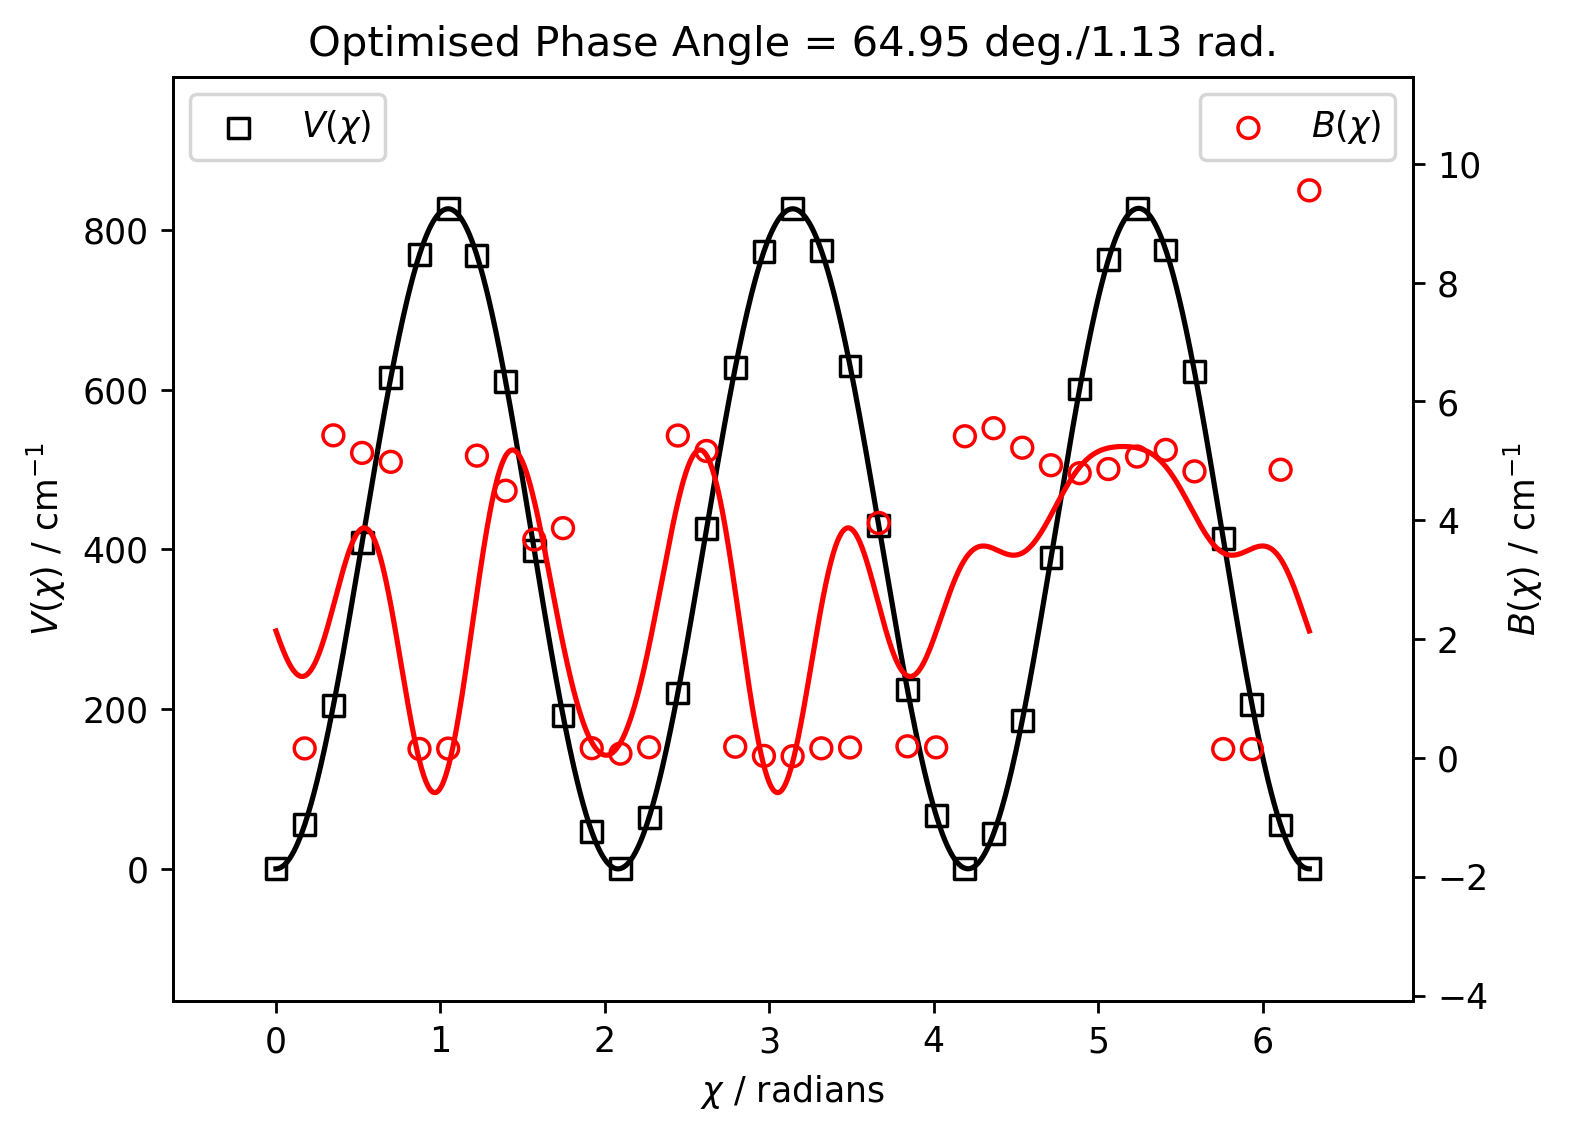 Optimised Phase Angle = 64.95 deg./1.13 rad.
V(χ)
B(χ)
800
600
400
200
0
V(χ) / cm⁻¹
10
8
6
4
2
0
−2
−4
B(χ) / cm⁻¹
0 1 2 3 4 5 6
χ / radians